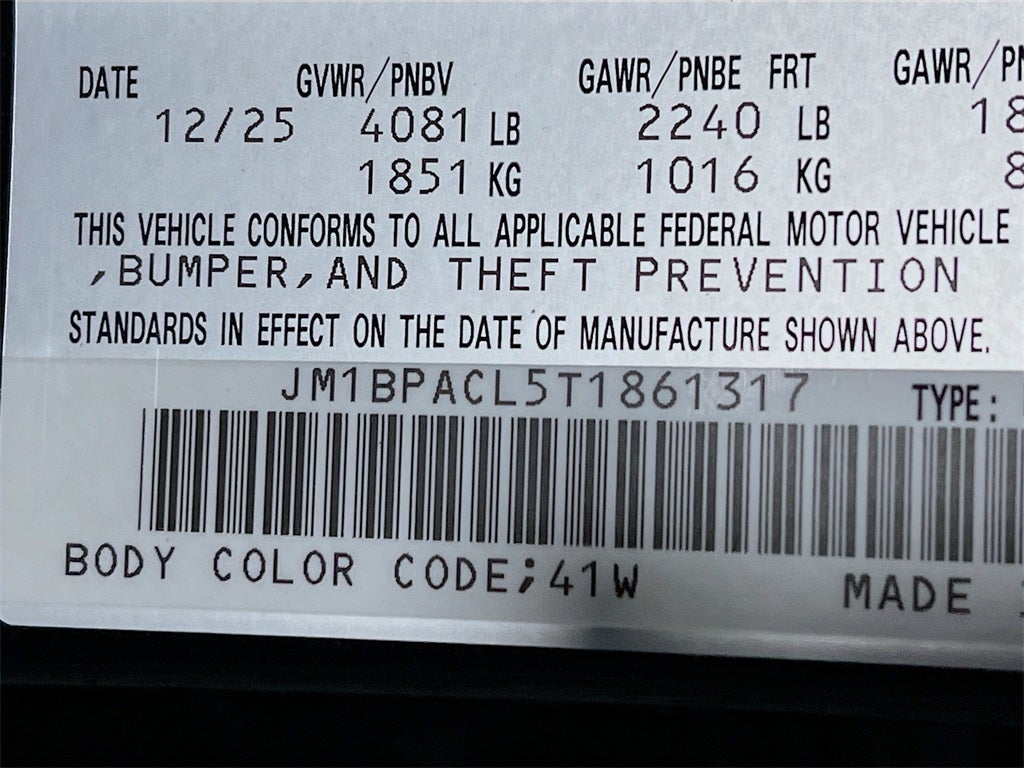 DATE GVWR/PNBV GAWR/PNBE FRT GAWR/PN
12/25 4081 LB 2240 LB 18
1851 KG 1016 KG 8
THIS VEHICLE CONFORMS TO ALL APPLICABLE FEDERAL MOTOR VEHICLE
,BUMPER,AND THEFT PREVENTION
STANDARDS IN EFFECT ON THE DATE OF MANUFACTURE SHOWN ABOVE.
JM1BPACL5T1861317 TYPE:
BODY COLOR CODE;41W MADE